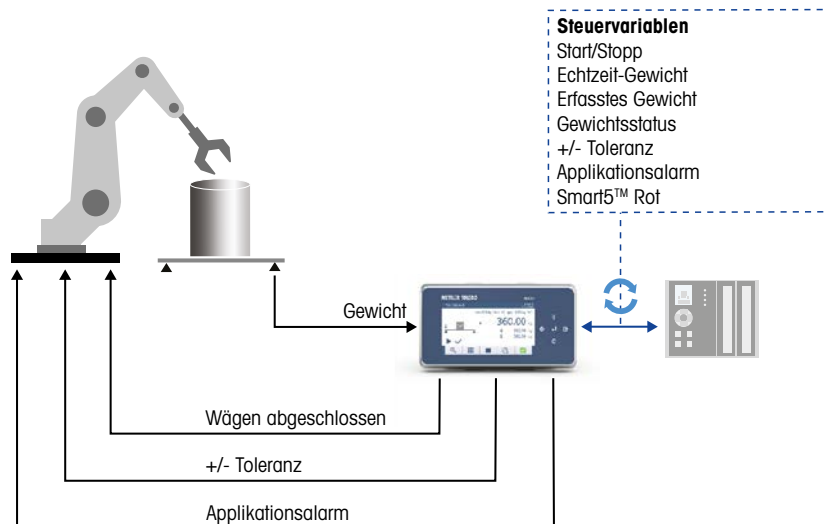 Steuervariablen
Start/Stopp
Echtzeit-Gewicht
Erfasstes Gewicht
Gewichtsstatus
+/- Toleranz
Applikationsalarm
Smart5™ Rot
Gewicht
METTLER TOLEDO
360.00
Wägen abgeschlossen
+/- Toleranz
Applikationsalarm